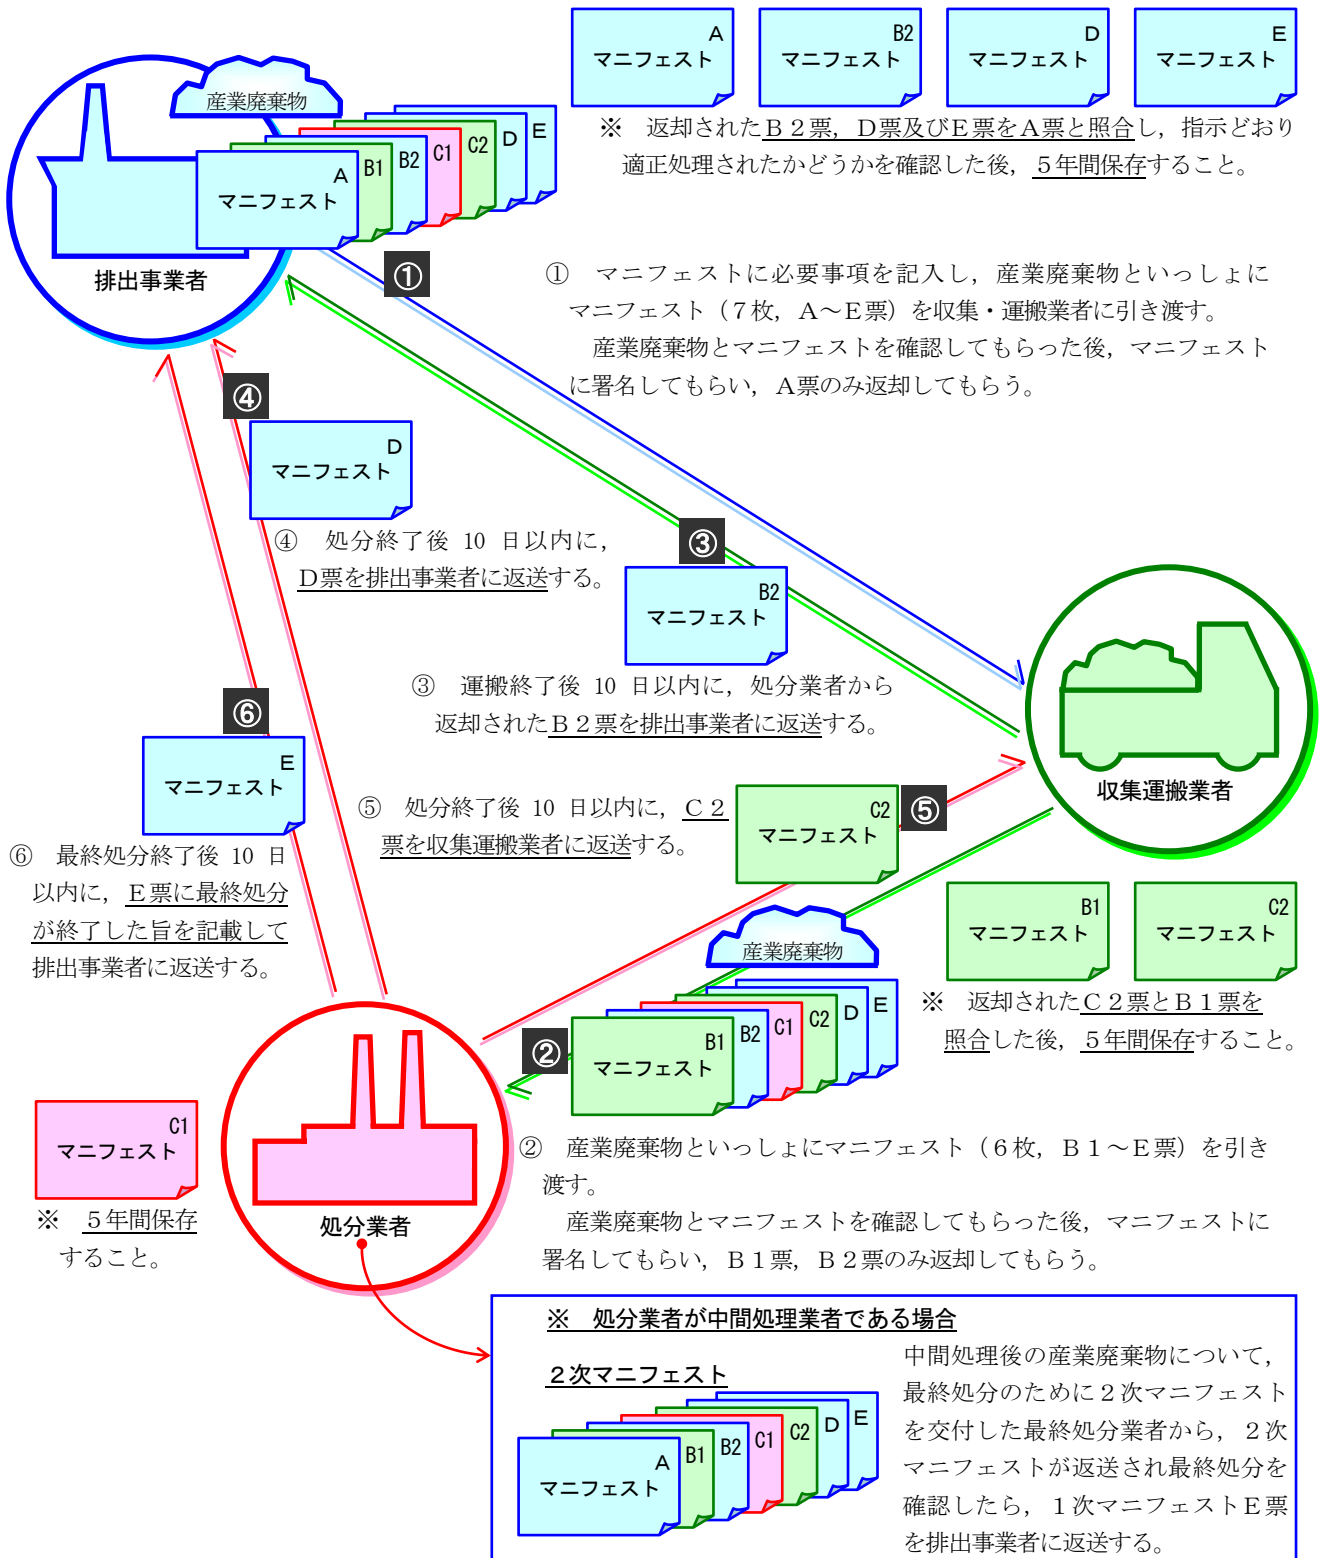 A
マニフェスト
B2
マニフェスト
D
マニフェスト
E
マニフェスト
※　返却されたＢ２票，Ｄ票及びＥ票をＡ票と照合し，指示どおり
適正処理されたかどうかを確認した後，５年間保存すること。
産業廃棄物
A
マニフェスト
B1
B2
C1
C2
D
E
排出事業者
①
①　マニフェストに必要事項を記入し，産業廃棄物といっしょに
マニフェスト（７枚，Ａ～Ｅ票）を収集・運搬業者に引き渡す。
産業廃棄物とマニフェストを確認してもらった後，マニフェスト
に署名してもらい，Ａ票のみ返却してもらう。
④
D
マニフェスト
④　処分終了後 10 日以内に，
Ｄ票を排出事業者に返送する。
③
B2
マニフェスト
③　運搬終了後 10 日以内に，処分業者から
返却されたＢ２票を排出事業者に返送する。
⑥
E
マニフェスト
⑥　最終処分終了後 10 日
以内に，Ｅ票に最終処分
が終了した旨を記載して
排出事業者に返送する。
収集運搬業者
⑤　処分終了後 10 日以内に，Ｃ２
票を収集運搬業者に返送する。
C2
マニフェスト
⑤
B1
マニフェスト
C2
マニフェスト
※　返却されたＣ２票とＢ１票を
照合した後，５年間保存すること。
産業廃棄物
②
B1
マニフェスト
B2
C1
C2
D
E
C1
マニフェスト
※　５年間保存
すること。
処分業者
②　産業廃棄物といっしょにマニフェスト（６枚，Ｂ１～Ｅ票）を引き
渡す。
産業廃棄物とマニフェストを確認してもらった後，マニフェストに
署名してもらい，Ｂ１票，Ｂ２票のみ返却してもらう。
※　処分業者が中間処理業者である場合
２次マニフェスト
A
マニフェスト
B1
B2
C1
C2
D
E
中間処理後の産業廃棄物について，
最終処分のために２次マニフェスト
を交付した最終処分業者から，２次
マニフェストが返送され最終処分を
確認したら，１次マニフェストＥ票
を排出事業者に返送する。